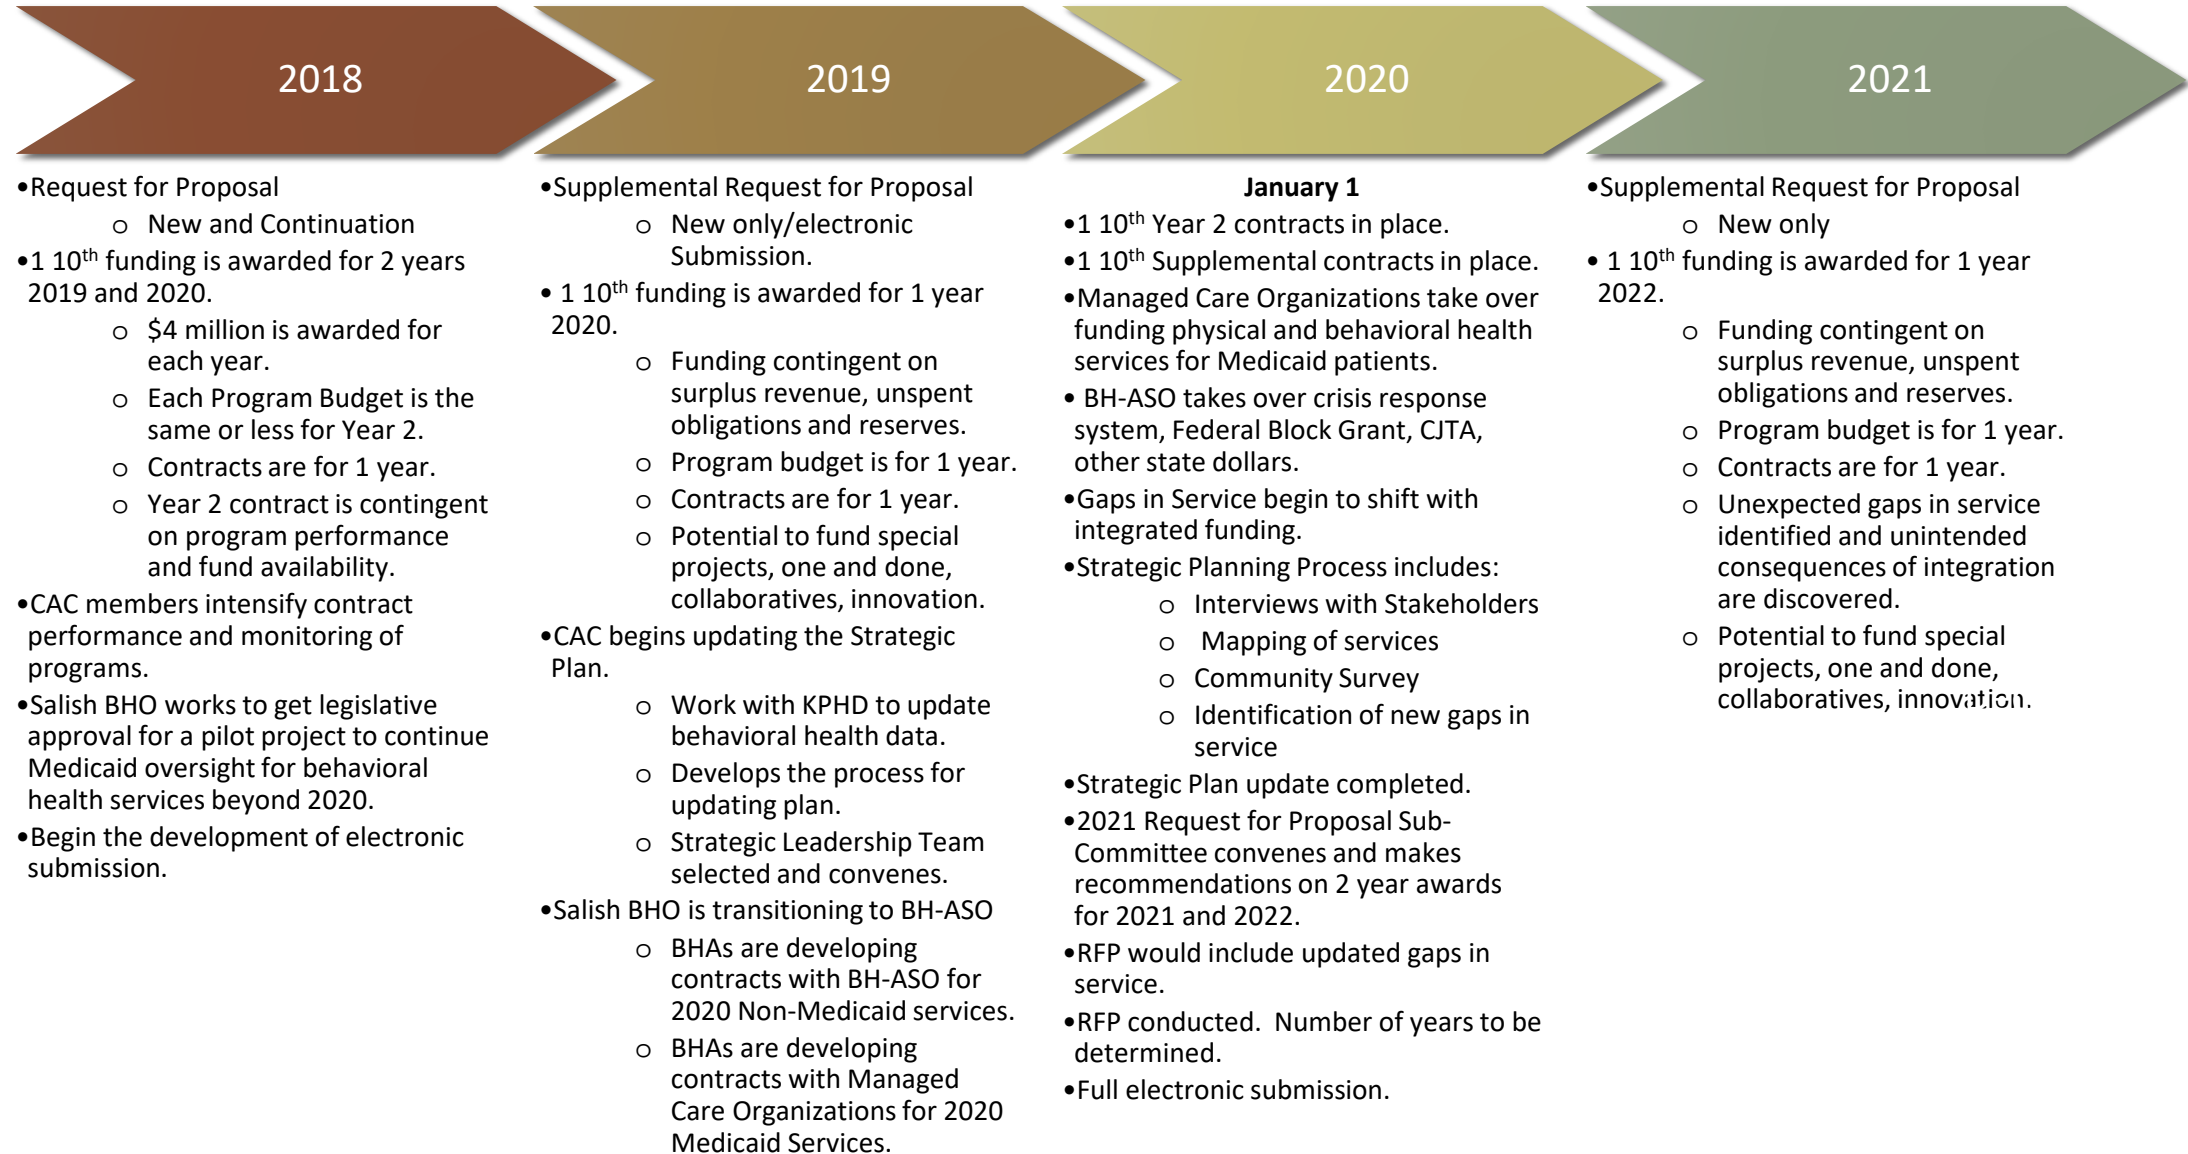 2018
•Request for Proposal
o New and Continuation
•1 10th funding is awarded for 2 years
2019 and 2020.
o $4 million is awarded for
each year.
o Each Program Budget is the
same or less for Year 2.
o Contracts are for 1 year.
o Year 2 contract is contingent
on program performance
and fund availability.
•CAC members intensify contract
performance and monitoring of
programs.
•Salish BHO works to get legislative
approval for a pilot project to continue
Medicaid oversight for behavioral
health services beyond 2020.
•Begin the development of electronic
submission.
2019
•Supplemental Request for Proposal
o New only/electronic
Submission.
• 1 10th funding is awarded for 1 year
2020.
o Funding contingent on
surplus revenue, unspent
obligations and reserves.
o Program budget is for 1 year.
o Contracts are for 1 year.
o Potential to fund special
projects, one and done,
collaboratives, innovation.
•CAC begins updating the Strategic
Plan.
o Work with KPHD to update
behavioral health data.
o Develops the process for
updating plan.
o Strategic Leadership Team
selected and convenes.
•Salish BHO is transitioning to BH-ASO
o BHAs are developing
contracts with BH-ASO for
2020 Non-Medicaid services.
o BHAs are developing
contracts with Managed
Care Organizations for 2020
Medicaid Services.
2020
January 1
•1 10th Year 2 contracts in place.
•1 10th Supplemental contracts in place.
•Managed Care Organizations take over
funding physical and behavioral health
services for Medicaid patients.
• BH-ASO takes over crisis response
system, Federal Block Grant, CJTA,
other state dollars.
•Gaps in Service begin to shift with
integrated funding.
•Strategic Planning Process includes:
o Interviews with Stakeholders
o Mapping of services
o Community Survey
o Identification of new gaps in
service
•Strategic Plan update completed.
•2021 Request for Proposal Sub-
Committee convenes and makes
recommendations on 2 year awards
for 2021 and 2022.
•RFP would include updated gaps in
service.
•RFP conducted. Number of years to be
determined.
•Full electronic submission.
2021
•Supplemental Request for Proposal
o New only
• 1 10th funding is awarded for 1 year
2022.
o Funding contingent on
surplus revenue, unspent
obligations and reserves.
o Program budget is for 1 year.
o Contracts are for 1 year.
o Unexpected gaps in service
identified and unintended
consequences of integration
are discovered.
o Potential to fund special
projects, one and done,
collaboratives, innovation.